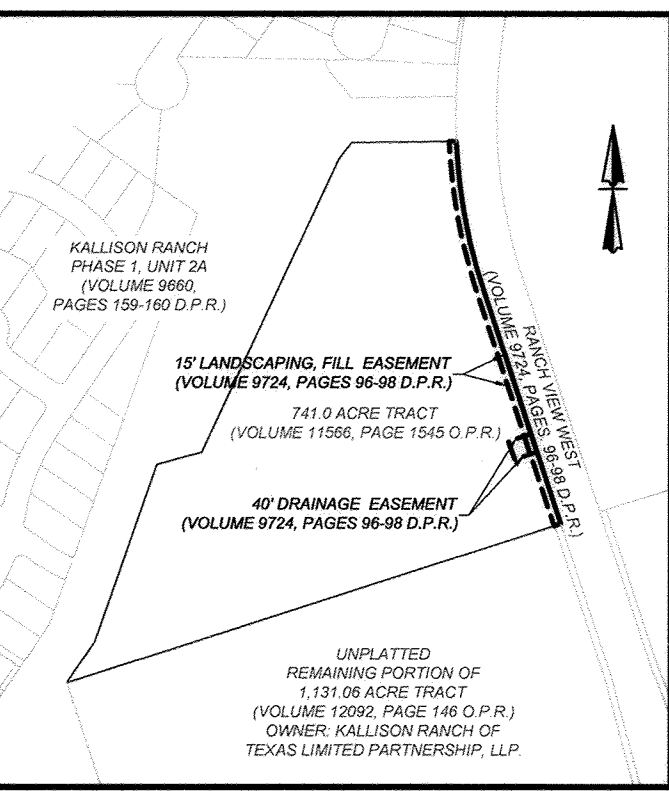 KALLISON RANCH
PHASE 1, UNIT 2A
(VOLUME 9660,
PAGES 159-160 D.P.R.)
15' LANDSCAPING, FILL EASEMENT
(VOLUME 9724, PAGES 96-98 D.P.R.)
741.0 ACRE TRACT
(VOLUME 11566, PAGE 1545 O.P.R.)
RANCH VIEW WEST
(VOLUME 9724, PAGES. 96-98 D.P.R.)
40' DRAINAGE EASEMENT
(VOLUME 9724, PAGES 96-98 D.P.R.)
UNPLATTED
REMAINING PORTION OF
1,131.06 ACRE TRACT
(VOLUME 12092, PAGE 146 O.P.R.)
OWNER: KALLISON RANCH OF
TEXAS LIMITED PARTNERSHIP, LLP.